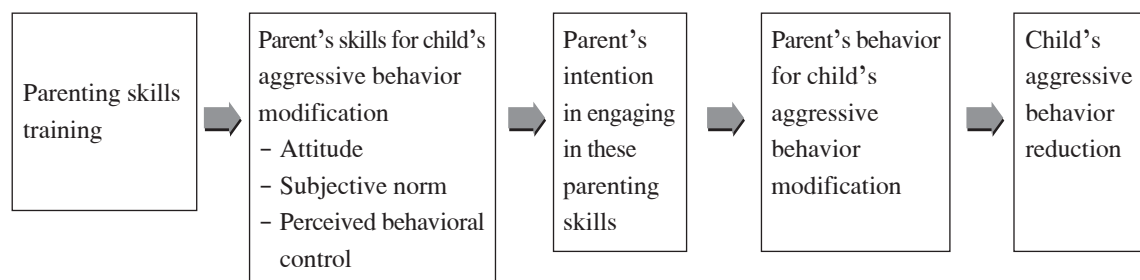 Parenting skills
training
Parent's skills for child's
aggressive behavior
modification
– Attitude
– Subjective norm
– Perceived behavioral
control
Parent's
intention
in engaging
in these
parenting
skills
Parent's behavior
for child's
aggressive
behavior
modification
Child's
aggressive
behavior
reduction